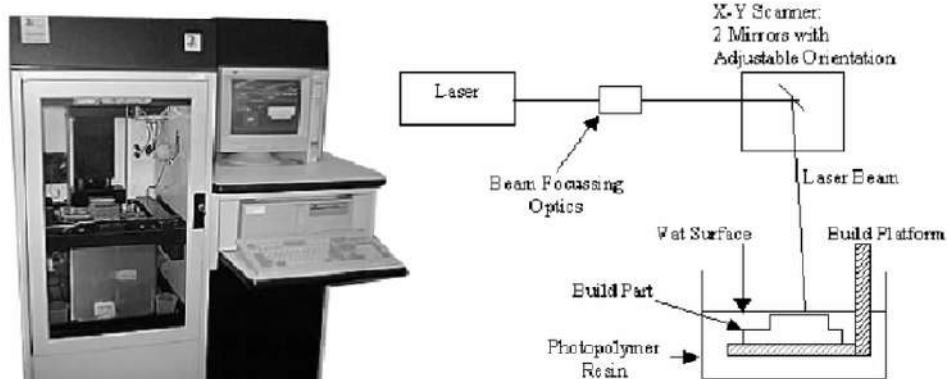 X-Y Scanner:
2 Mirrors with
Adjustable Orientation
Laser
Beam Focussing
Optics
Laser Beam
Vat Surface
Build Platform
Build Part
Photopolymer
Resin